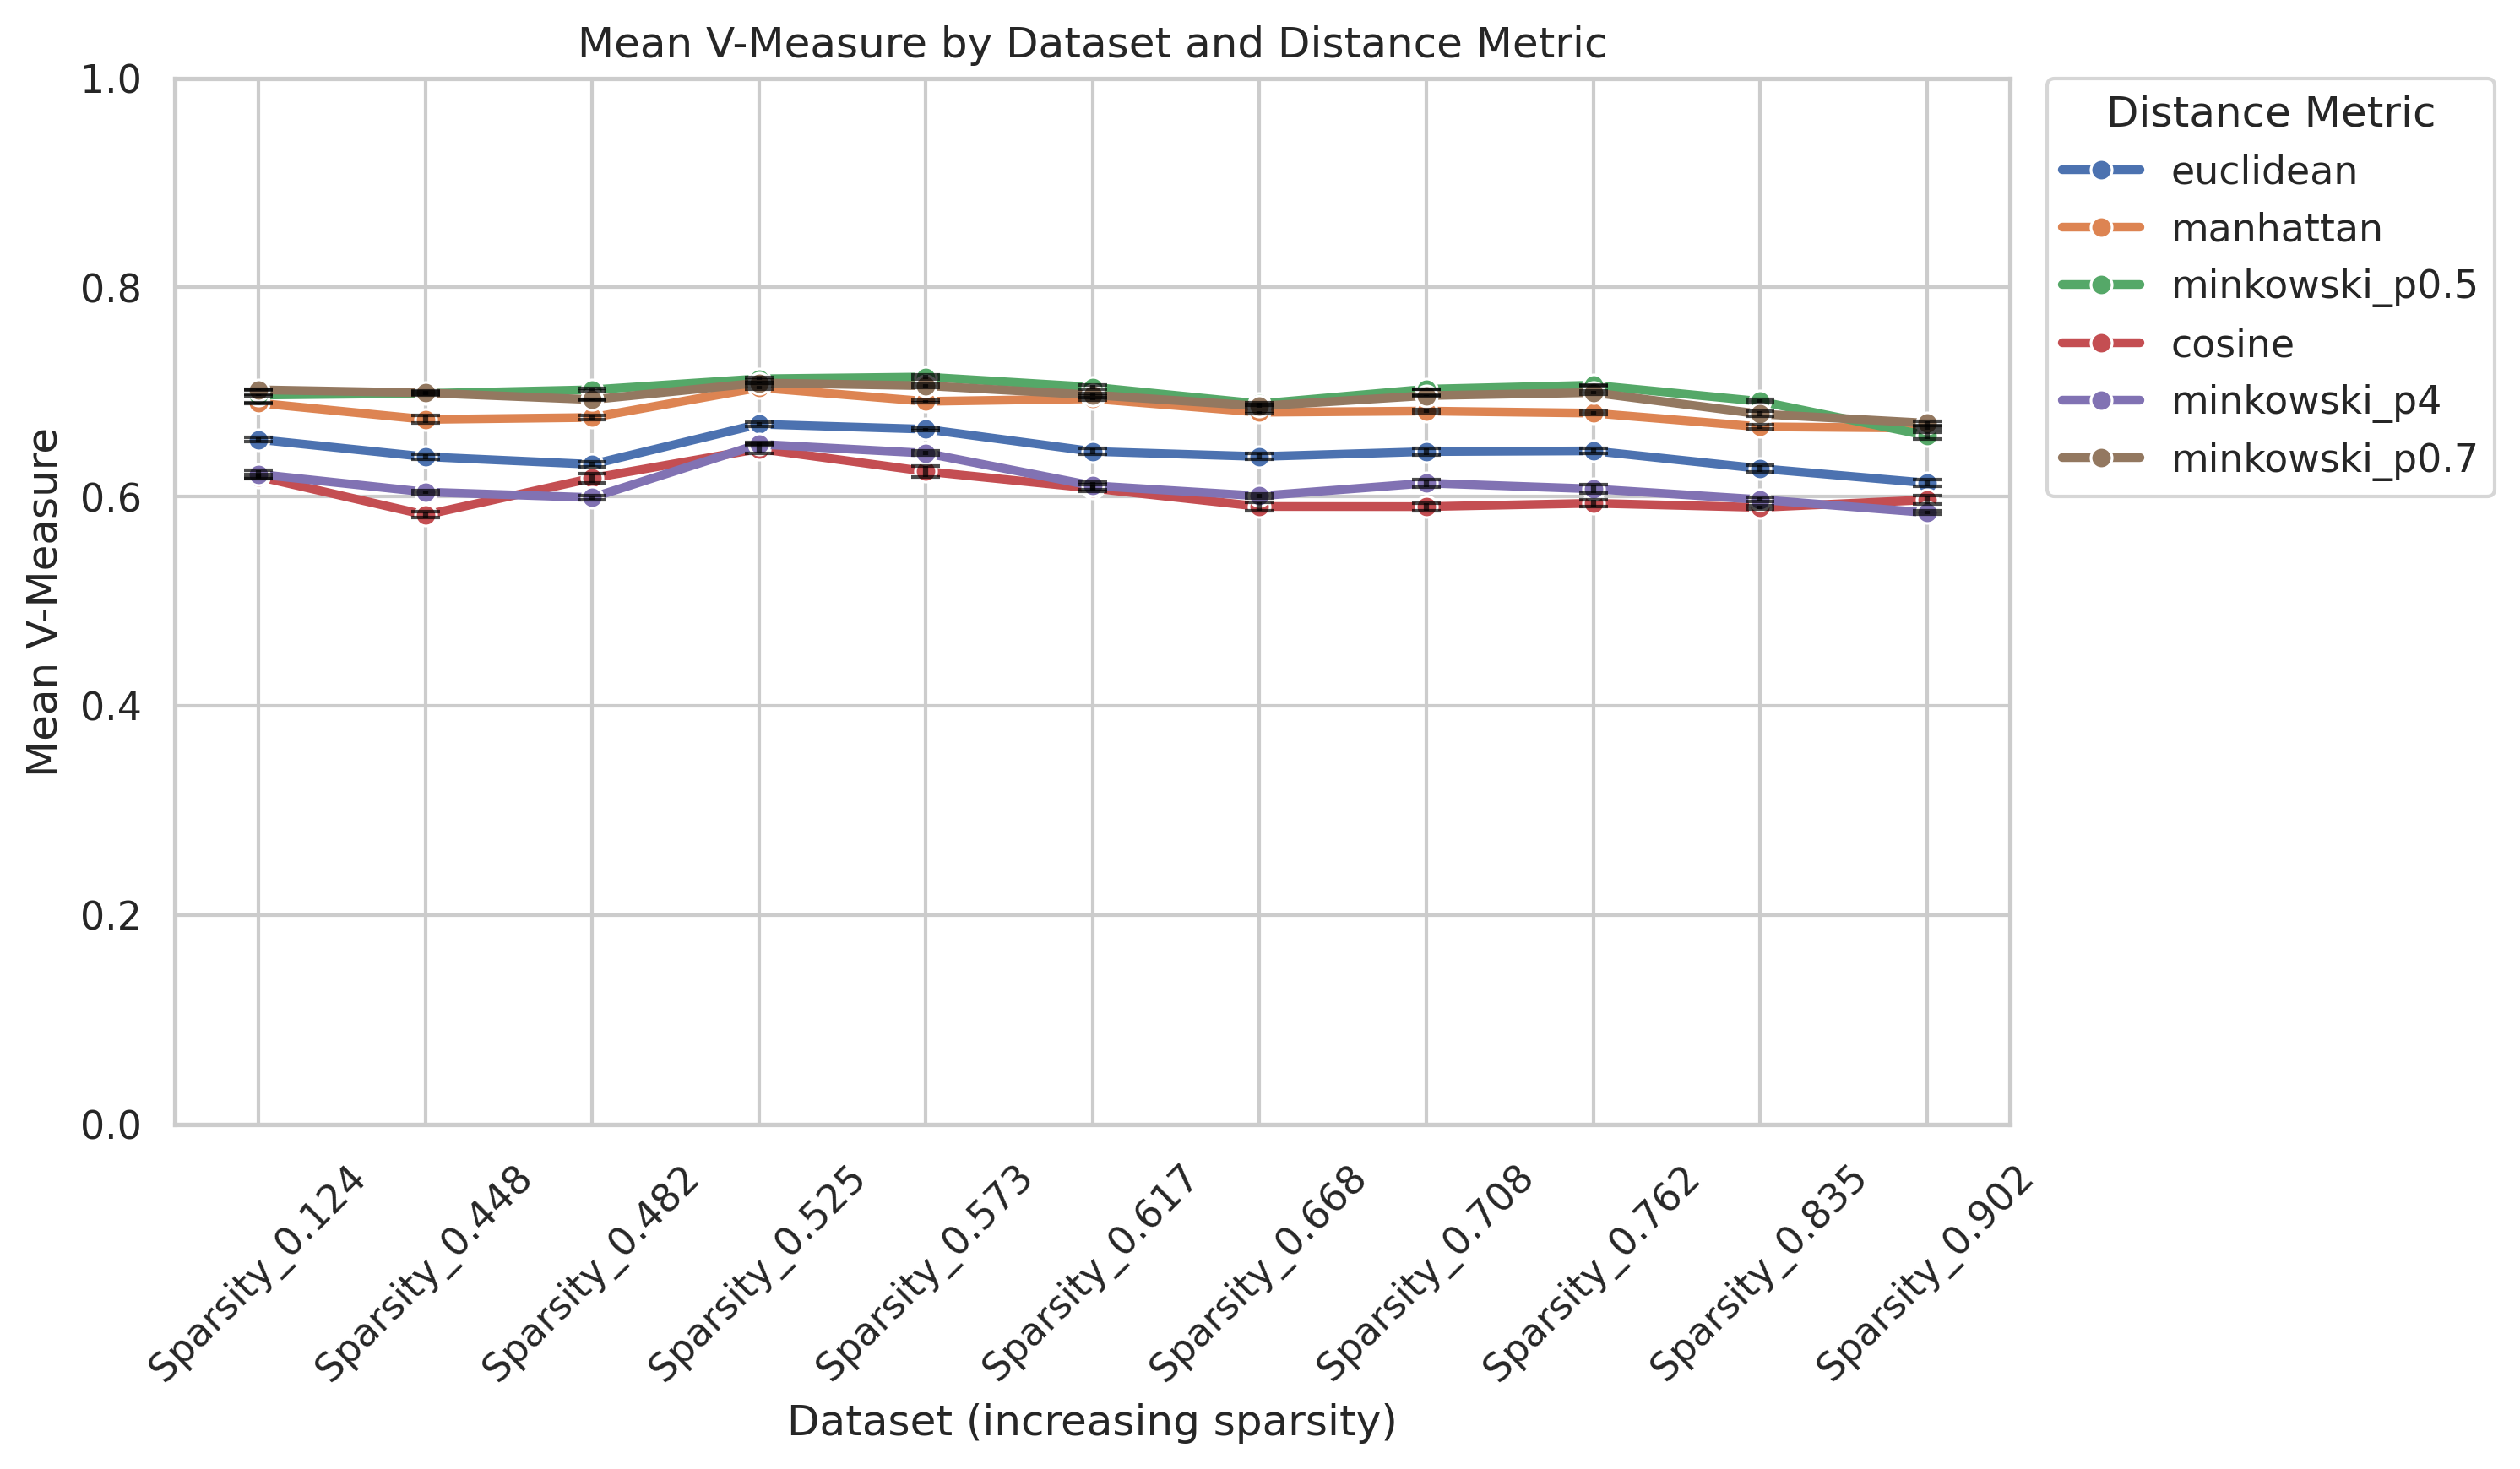 Mean V-Measure by Dataset and Distance Metric
1.0
0.8
0.6
0.4
0.2
0.0
Mean V-Measure
Sparsity_0.124
Sparsity_0.448
Sparsity_0.482
Sparsity_0.525
Sparsity_0.573
Sparsity_0.617
Sparsity_0.668
Sparsity_0.708
Sparsity_0.762
Sparsity_0.835
Sparsity_0.902
Dataset (increasing sparsity)
Distance Metric
euclidean
manhattan
minkowski_p0.5
cosine
minkowski_p4
minkowski_p0.7